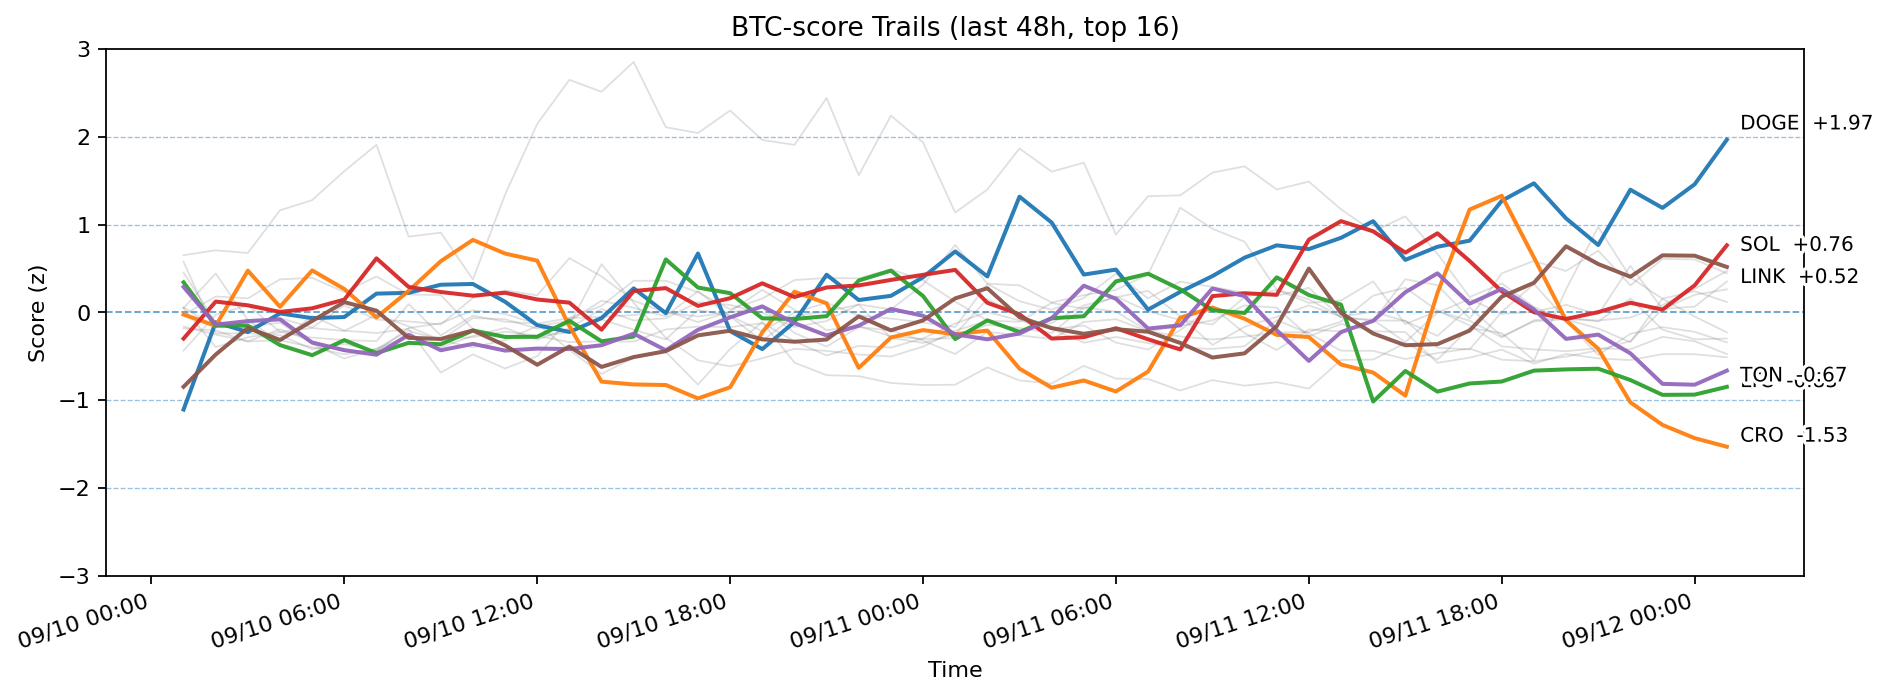 BTC-score Trails (last 48h, top 16)
Score (z)
3
2
1
0
−1
−2
−3
DOGE +1.97
SOL +0.76
LINK +0.52
TON -0.67
CRO -1.53
09/10 00:00
09/10 06:00
09/10 12:00
09/10 18:00
09/11 00:00
09/11 06:00
09/11 12:00
09/11 18:00
09/12 00:00
Time